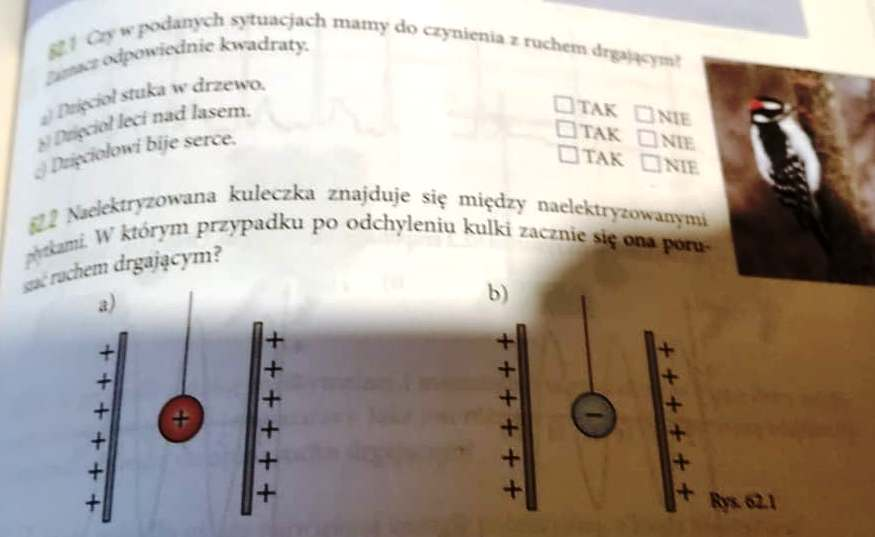 62.1 Czy w podanych sytuacjach mamy do czynienia z ruchem drgającym?
Zaznacz odpowiednie kwadraty.
a) Dzięcioł stuka w drzewo. TAK NIE
b) Dzięcioł leci nad lasem. TAK NIE
c) Dzięciołowi bije serce. TAK NIE
62.2 Naelektryzowana kuleczka znajduje się między naelektryzowanymi
płytkami. W którym przypadku po odchyleniu kulki zacznie się ona poru-
szać ruchem drgającym?
a) b)
+ + + +
+ + + +
+ + + +
+ + − +
+ + + +
+ + + +
+ + + +
Rys. 62.1